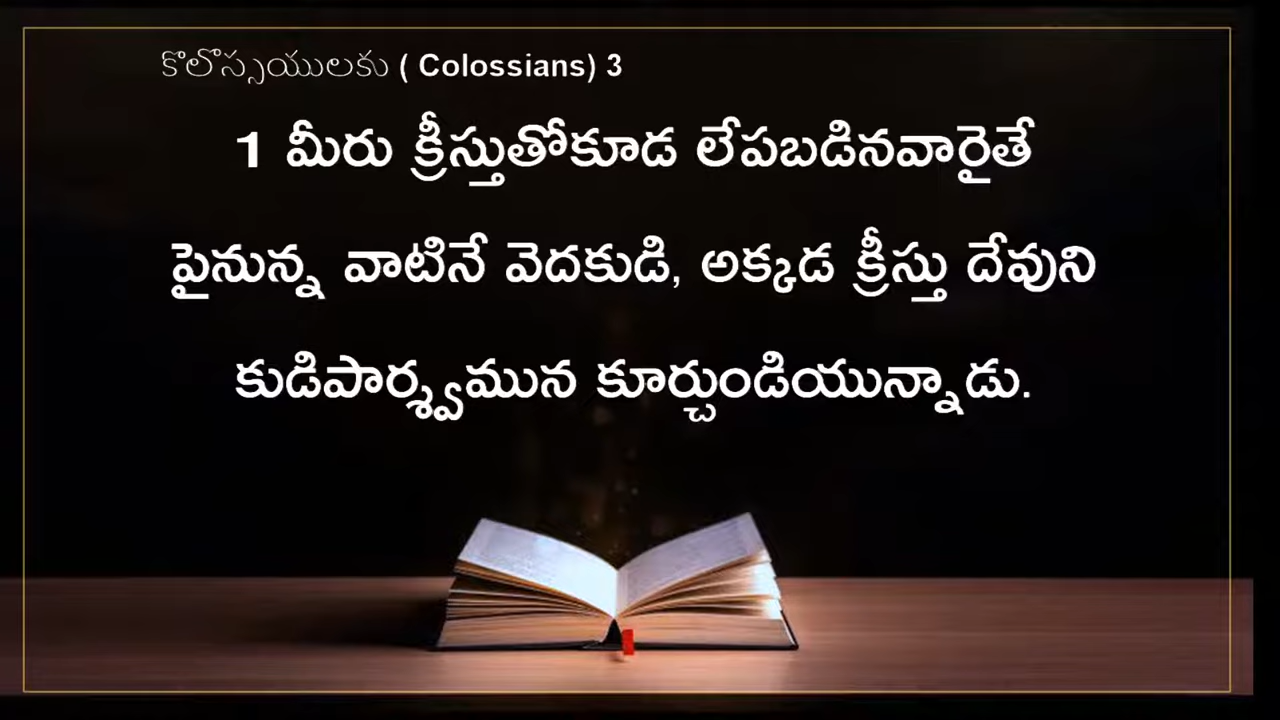 కొలొస్సయులకు ( Colossians) 3
1 మీరు క్రీస్తుతోకూడ లేపబడినవారైతే
పైనున్న వాటినే వెదకుడి, అక్కడ క్రీస్తు దేవుని
కుడిపార్శ్వమున కూర్చుండియున్నాడు.